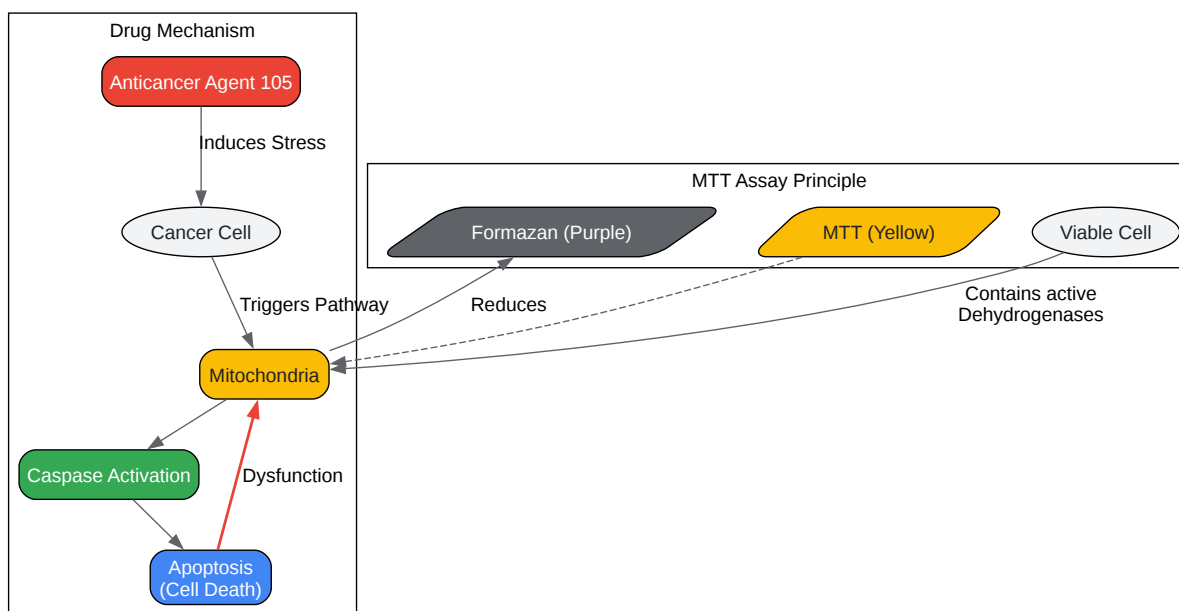 Drug Mechanism
Anticancer Agent 105
Induces Stress
MTT Assay Principle
Cancer Cell
Formazan (Purple)
MTT (Yellow)
Viable Cell
Triggers Pathway
Reduces
Contains active
Dehydrogenases
Mitochondria
Caspase Activation
Dysfunction
Apoptosis
(Cell Death)